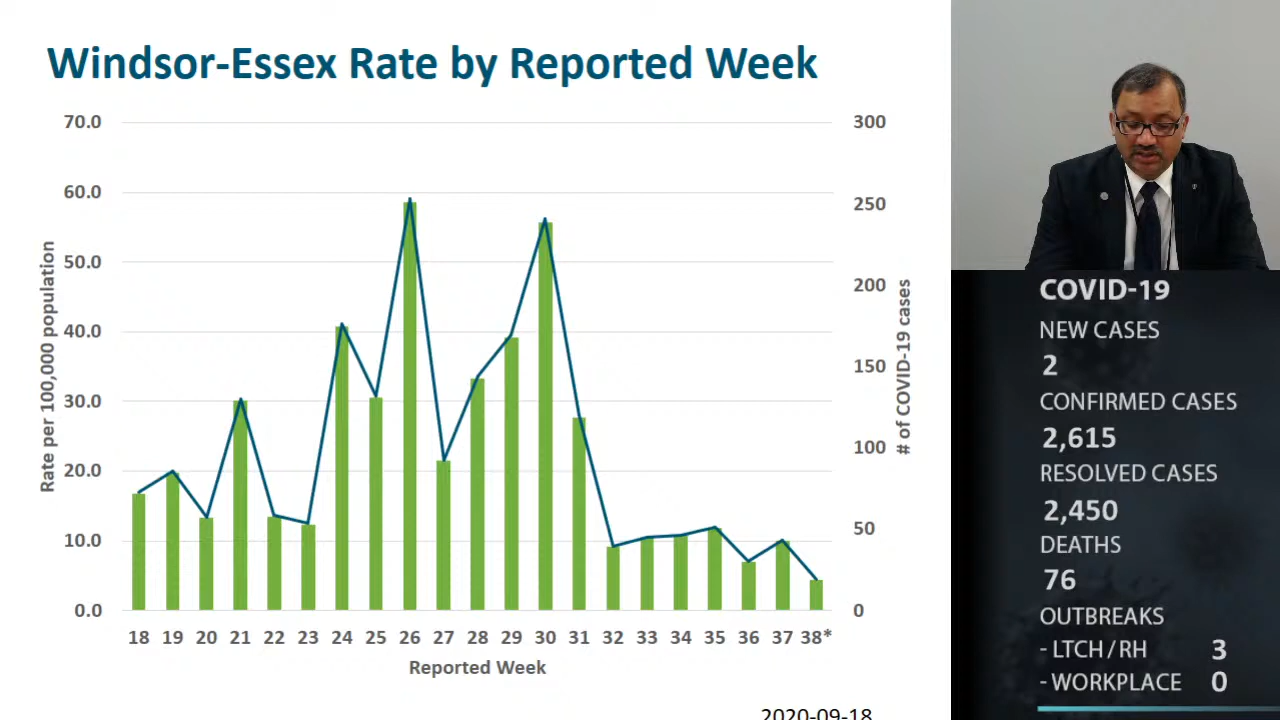 Windsor-Essex Rate by Reported Week
70.0
60.0
50.0
40.0
30.0
20.0
10.0
0.0
Rate per 100,000 population
300
250
200
150
100
50
0
# of COVID-19 cases
18 19 20 21 22 23 24 25 26 27 28 29 30 31 32 33 34 35 36 37 38*
Reported Week
2020-09-18
COVID-19
NEW CASES
2
CONFIRMED CASES
2,615
RESOLVED CASES
2,450
DEATHS
76
OUTBREAKS
- LTCH / RH 3
- WORKPLACE 0